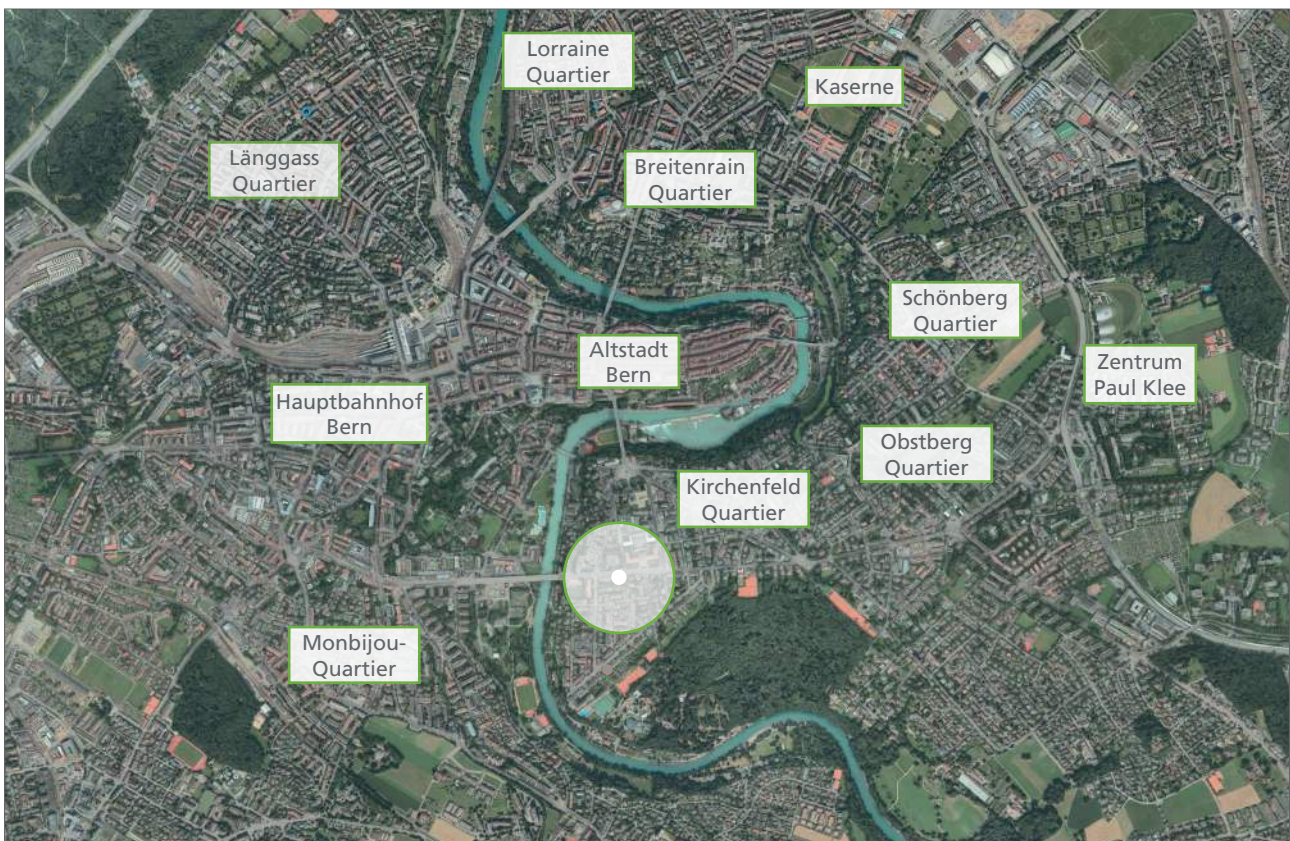 Lorraine
Quartier
Kaserne
Länggass
Quartier
Breitenrain
Quartier
Schönberg
Quartier
Altstadt
Bern
Zentrum
Paul Klee
Hauptbahnhof
Bern
Obstberg
Quartier
Kirchenfeld
Quartier
Monbijou-
Quartier